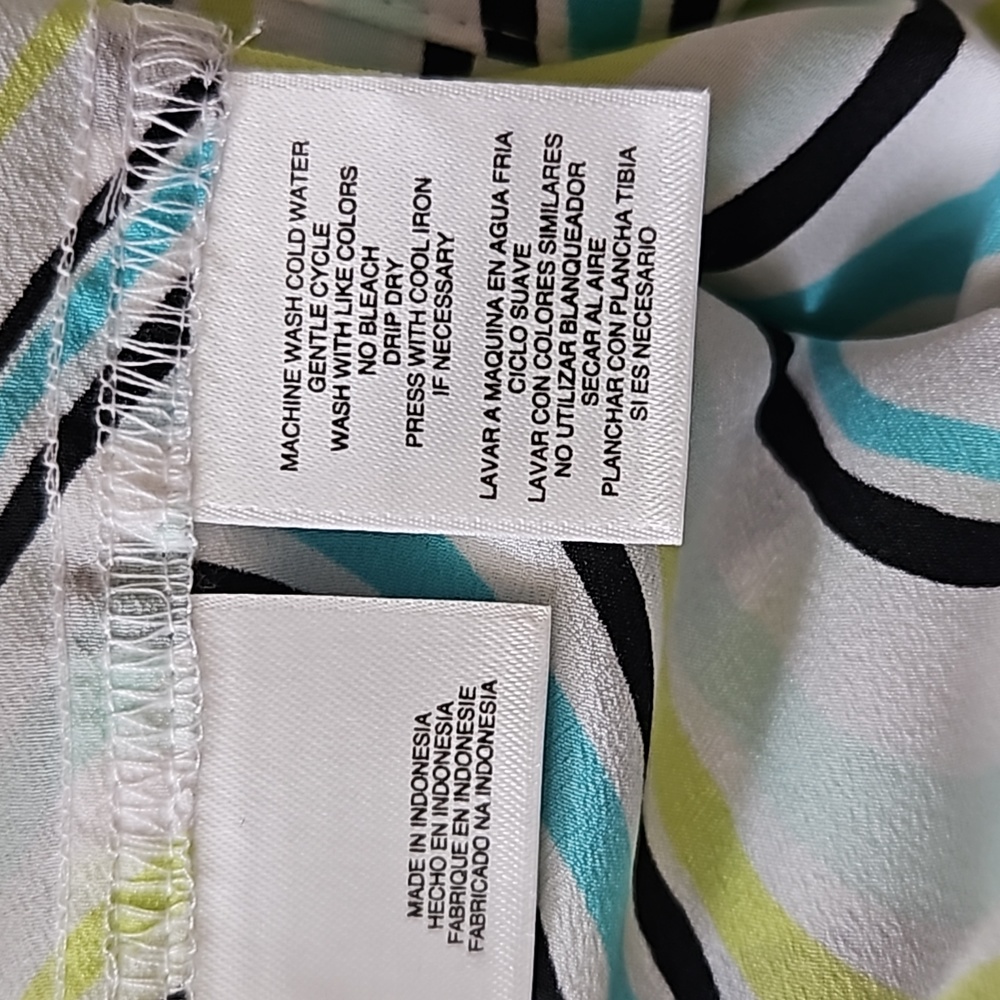 MACHINE WASH COLD WATER
GENTLE CYCLE
WASH WITH LIKE COLORS
NO BLEACH
DRIP DRY
PRESS WITH COOL IRON
IF NECESSARY
LAVAR A MAQUINA EN AGUA FRIA
CICLO SUAVE
LAVAR CON COLORES SIMILARES
NO UTILIZAR BLANQUEADOR
SECAR AL AIRE
PLANCHAR CON PLANCHA TIBIA
SI ES NECESARIO
MADE IN INDONESIA
HECHO EN INDONESIA
FABRIQUE EN INDONESIE
FABRICADO NA INDONESIA